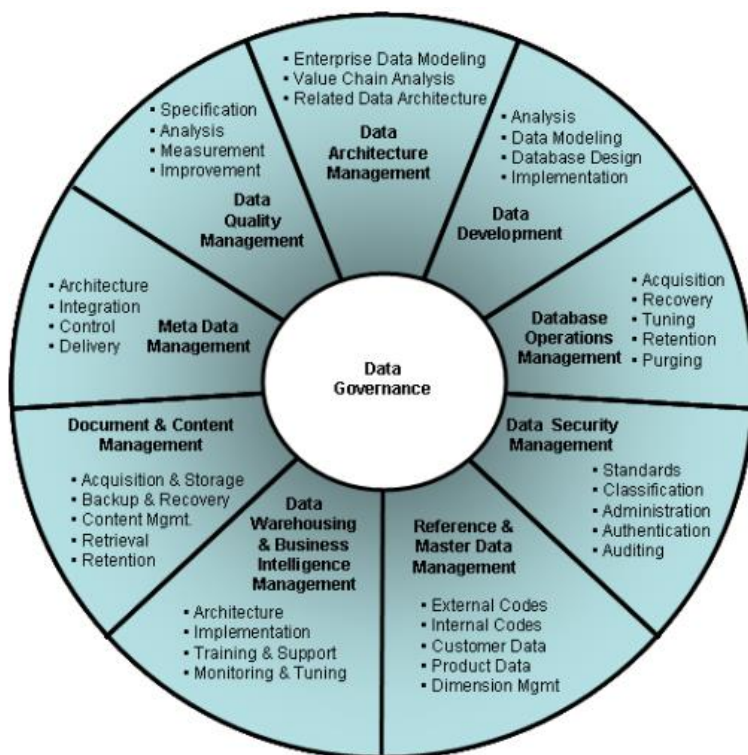 ▪ Enterprise Data Modeling
▪ Value Chain Analysis
▪ Related Data Architecture
Data
Architecture
Management
▪ Analysis
▪ Data Modeling
▪ Database Design
▪ Implementation
Data
Development
▪ Acquisition
▪ Recovery
▪ Tuning
▪ Retention
▪ Purging
Database
Operations
Management
Data Security
Management
▪ Standards
▪ Classification
▪ Administration
▪ Authentication
▪ Auditing
Reference &
Master Data
Management
▪ External Codes
▪ Internal Codes
▪ Customer Data
▪ Product Data
▪ Dimension Mgmt
Data
Warehousing
& Business
Intelligence
Management
▪ Architecture
▪ Implementation
▪ Training & Support
▪ Monitoring & Tuning
Document & Content
Management
▪ Acquisition & Storage
▪ Backup & Recovery
▪ Content Mgmt.
▪ Retrieval
▪ Retention
▪ Architecture
▪ Integration
▪ Control
▪ Delivery
Meta Data
Management
▪ Specification
▪ Analysis
▪ Measurement
▪ Improvement
Data
Quality
Management
Data
Governance